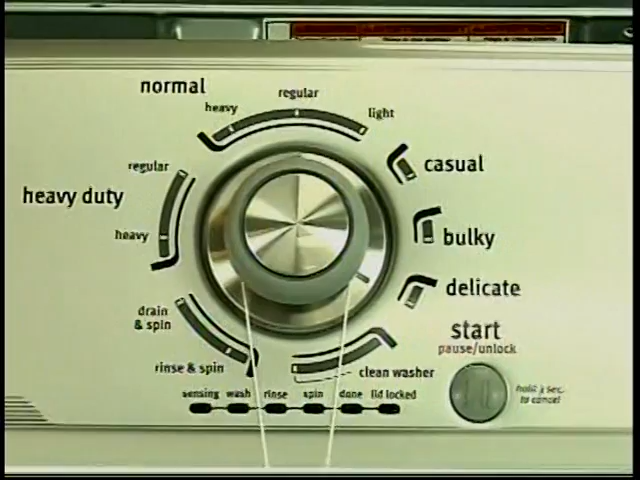 normal
heavy
regular
light
casual
regular
heavy duty
heavy
bulky
delicate
drain
& spin
start
pause/unlock
rinse & spin
clean washer
sensing wash rinse spin done lid locked
hold 3 sec.
to cancel